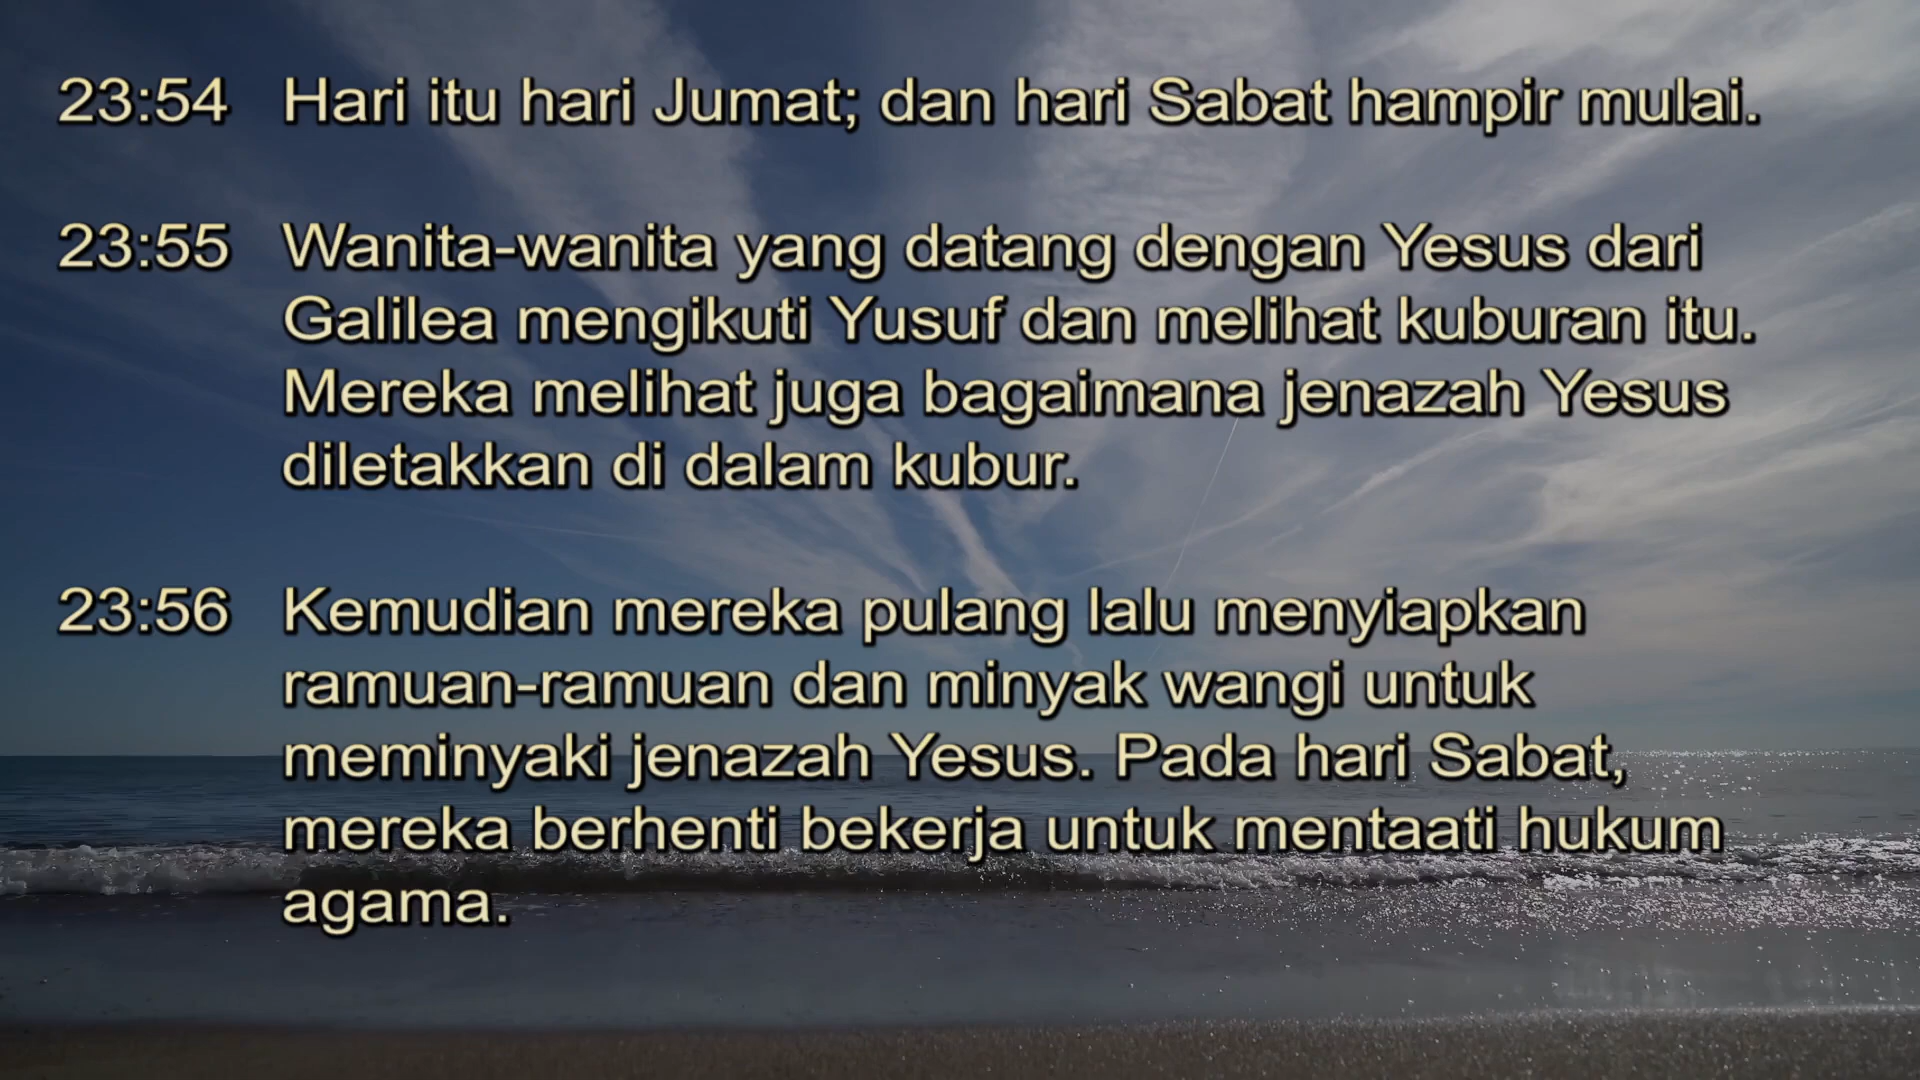 23:54 Hari itu hari Jumat; dan hari Sabat hampir mulai.
23:55 Wanita-wanita yang datang dengan Yesus dari
Galilea mengikuti Yusuf dan melihat kuburan itu.
Mereka melihat juga bagaimana jenazah Yesus
diletakkan di dalam kubur.
23:56 Kemudian mereka pulang lalu menyiapkan
ramuan-ramuan dan minyak wangi untuk
meminyaki jenazah Yesus. Pada hari Sabat,
mereka berhenti bekerja untuk mentaati hukum
agama.